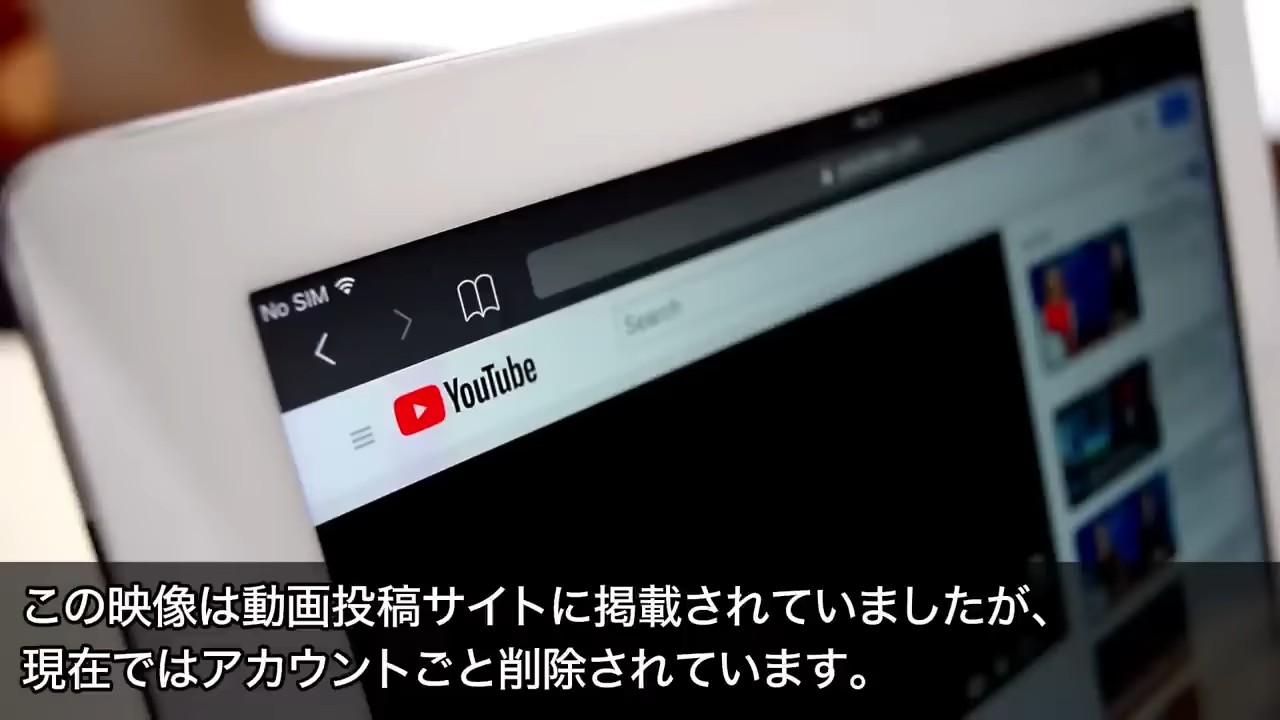 No SIM
Search
YouTube
この映像は動画投稿サイトに掲載されていましたが、
現在ではアカウントごと削除されています。